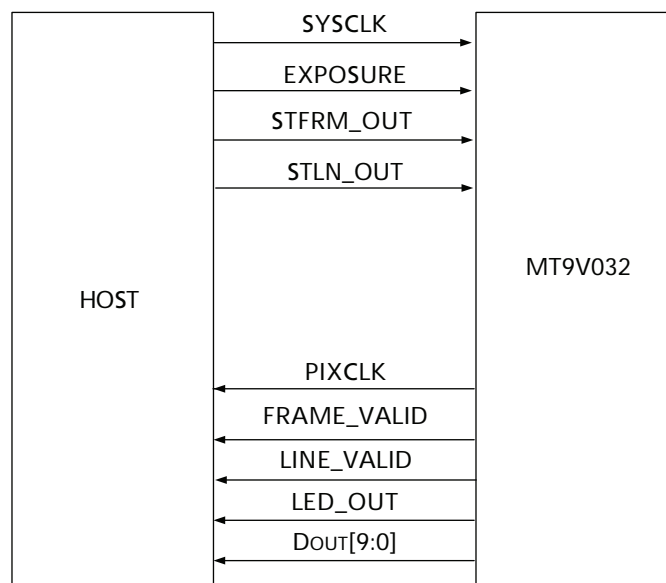 SYSCLK
EXPOSURE
STFRM_OUT
STLN_OUT
HOST
MT9V032
PIXCLK
FRAME_VALID
LINE_VALID
LED_OUT
DOUT[9:0]